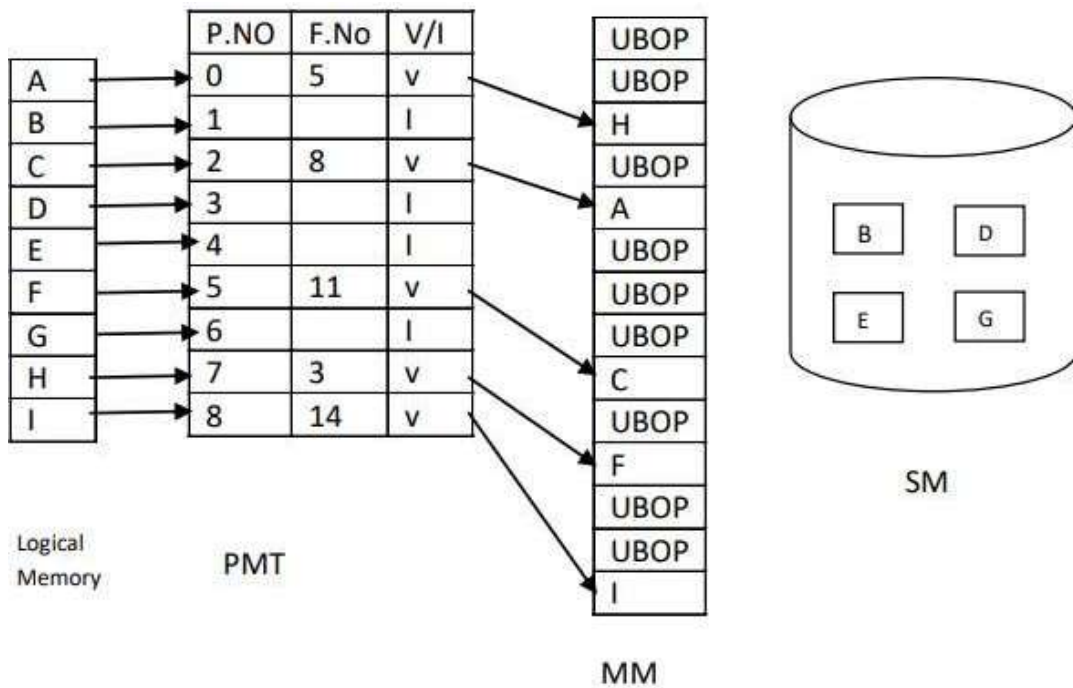 A
B
C
D
E
F
G
H
I
Logical
Memory
P.NO F.No V/I
0 5 v
1 I
2 8 v
3 I
4 I
5 11 v
6 I
7 3 v
8 14 v
PMT
UBOP
UBOP
H
UBOP
A
UBOP
UBOP
UBOP
C
UBOP
F
UBOP
UBOP
I
MM
B D
E G
SM